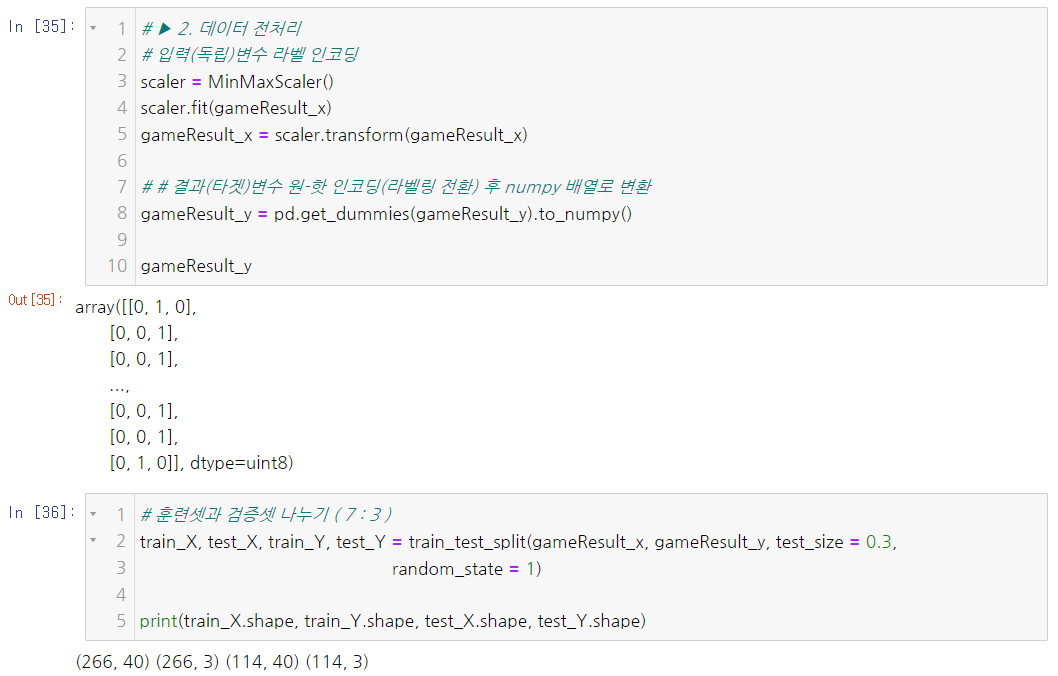 In [35]:
1 # ▶ 2. 데이터 전처리
2 # 입력(독립)변수 라벨 인코딩
3 scaler = MinMaxScaler()
4 scaler.fit(gameResult_x)
5 gameResult_x = scaler.transform(gameResult_x)
6
7 # # 결과(타겟)변수 원-핫 인코딩(라벨링 전환) 후 numpy 배열로 변환
8 gameResult_y = pd.get_dummies(gameResult_y).to_numpy()
9
10 gameResult_y
Out[35]:
array([[0, 1, 0],
[0, 0, 1],
[0, 0, 1],
...,
[0, 0, 1],
[0, 0, 1],
[0, 1, 0]], dtype=uint8)
In [36]:
1 # 훈련셋과 검증셋 나누기 ( 7 : 3 )
2 train_X, test_X, train_Y, test_Y = train_test_split(gameResult_x, gameResult_y, test_size = 0.3,
3 random_state = 1)
4
5 print(train_X.shape, train_Y.shape, test_X.shape, test_Y.shape)
(266, 40) (266, 3) (114, 40) (114, 3)